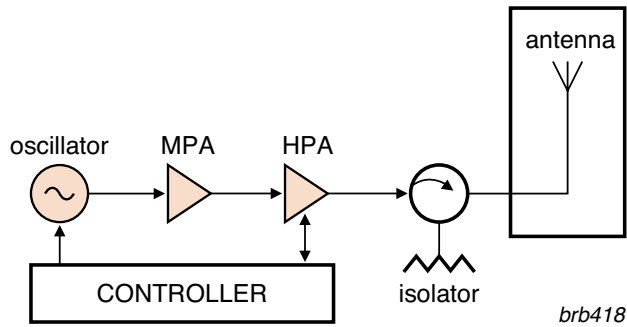 antenna
oscillator
MPA
HPA
CONTROLLER
isolator
brb418